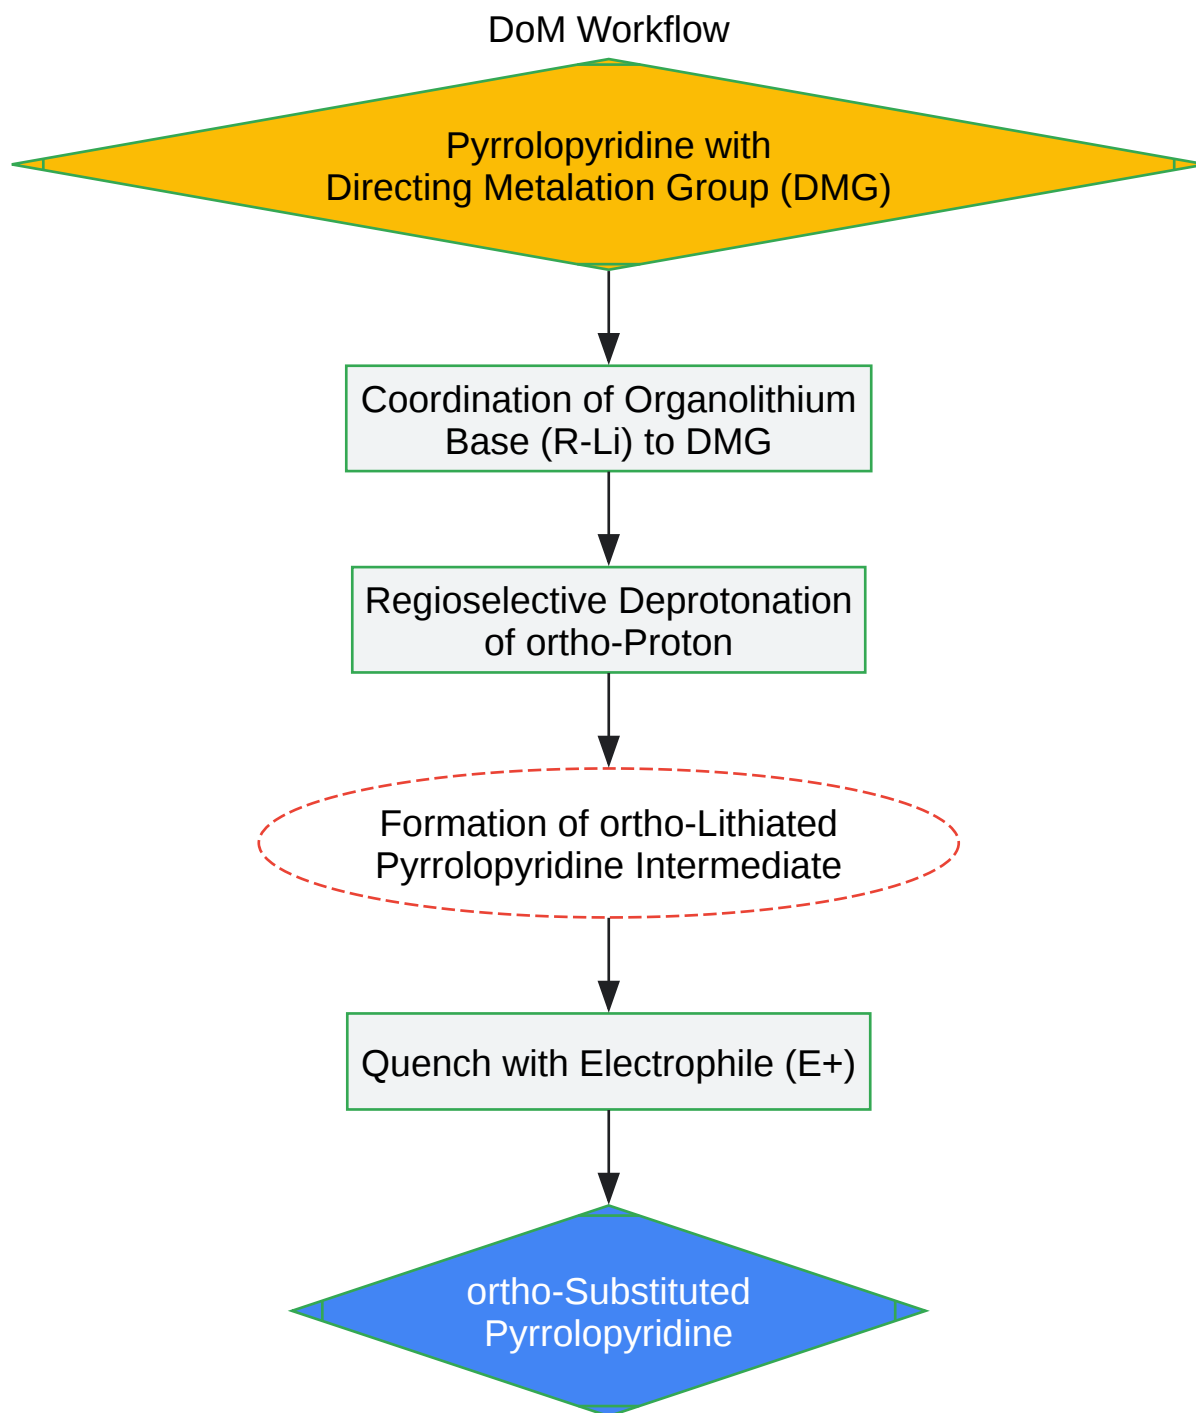 DoM Workflow
Pyrrolopyridine with
Directing Metalation Group (DMG)
Coordination of Organolithium
Base (R-Li) to DMG
Regioselective Deprotonation
of ortho-Proton
Formation of ortho-Lithiated
Pyrrolopyridine Intermediate
Quench with Electrophile (E+)
ortho-Substituted
Pyrrolopyridine